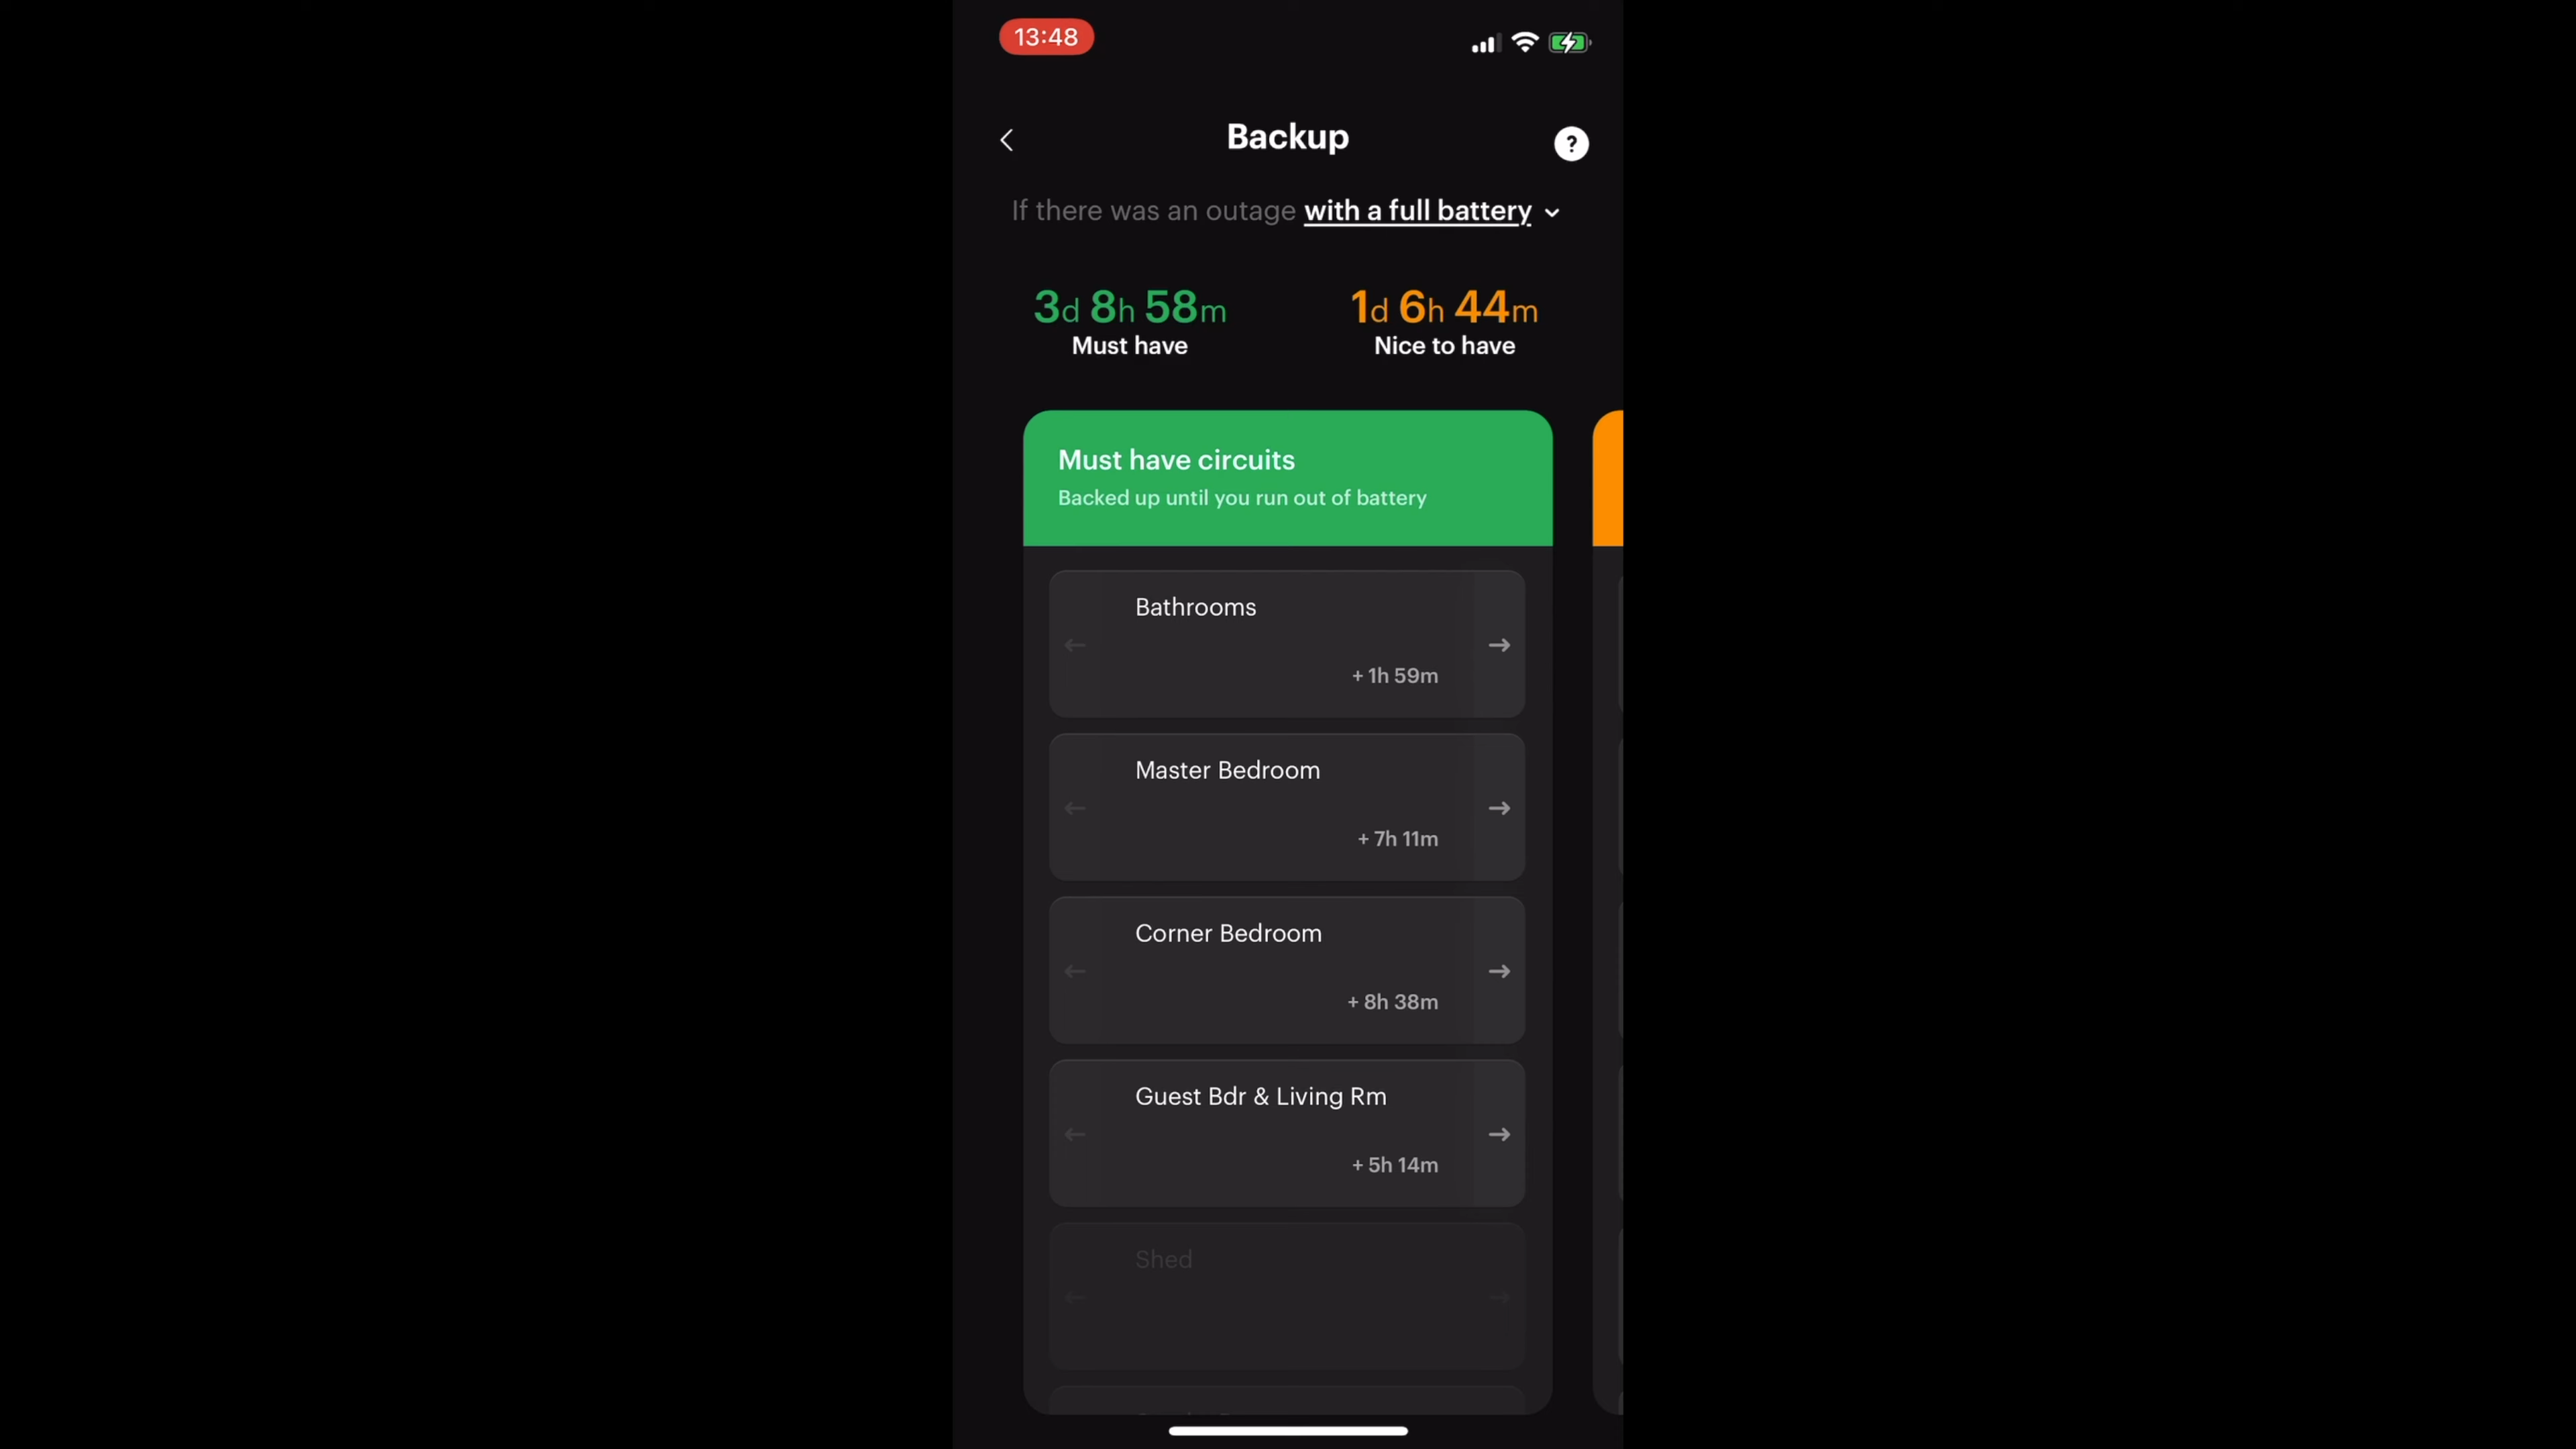 13:48
Backup
?
If there was an outage with a full battery
3d 8h 58m
Must have
1d 6h 44m
Nice to have
Must have circuits
Backed up until you run out of battery
Bathrooms
+ 1h 59m
Master Bedroom
+ 7h 11m
Corner Bedroom
+ 8h 38m
Guest Bdr & Living Rm
+ 5h 14m
Shed